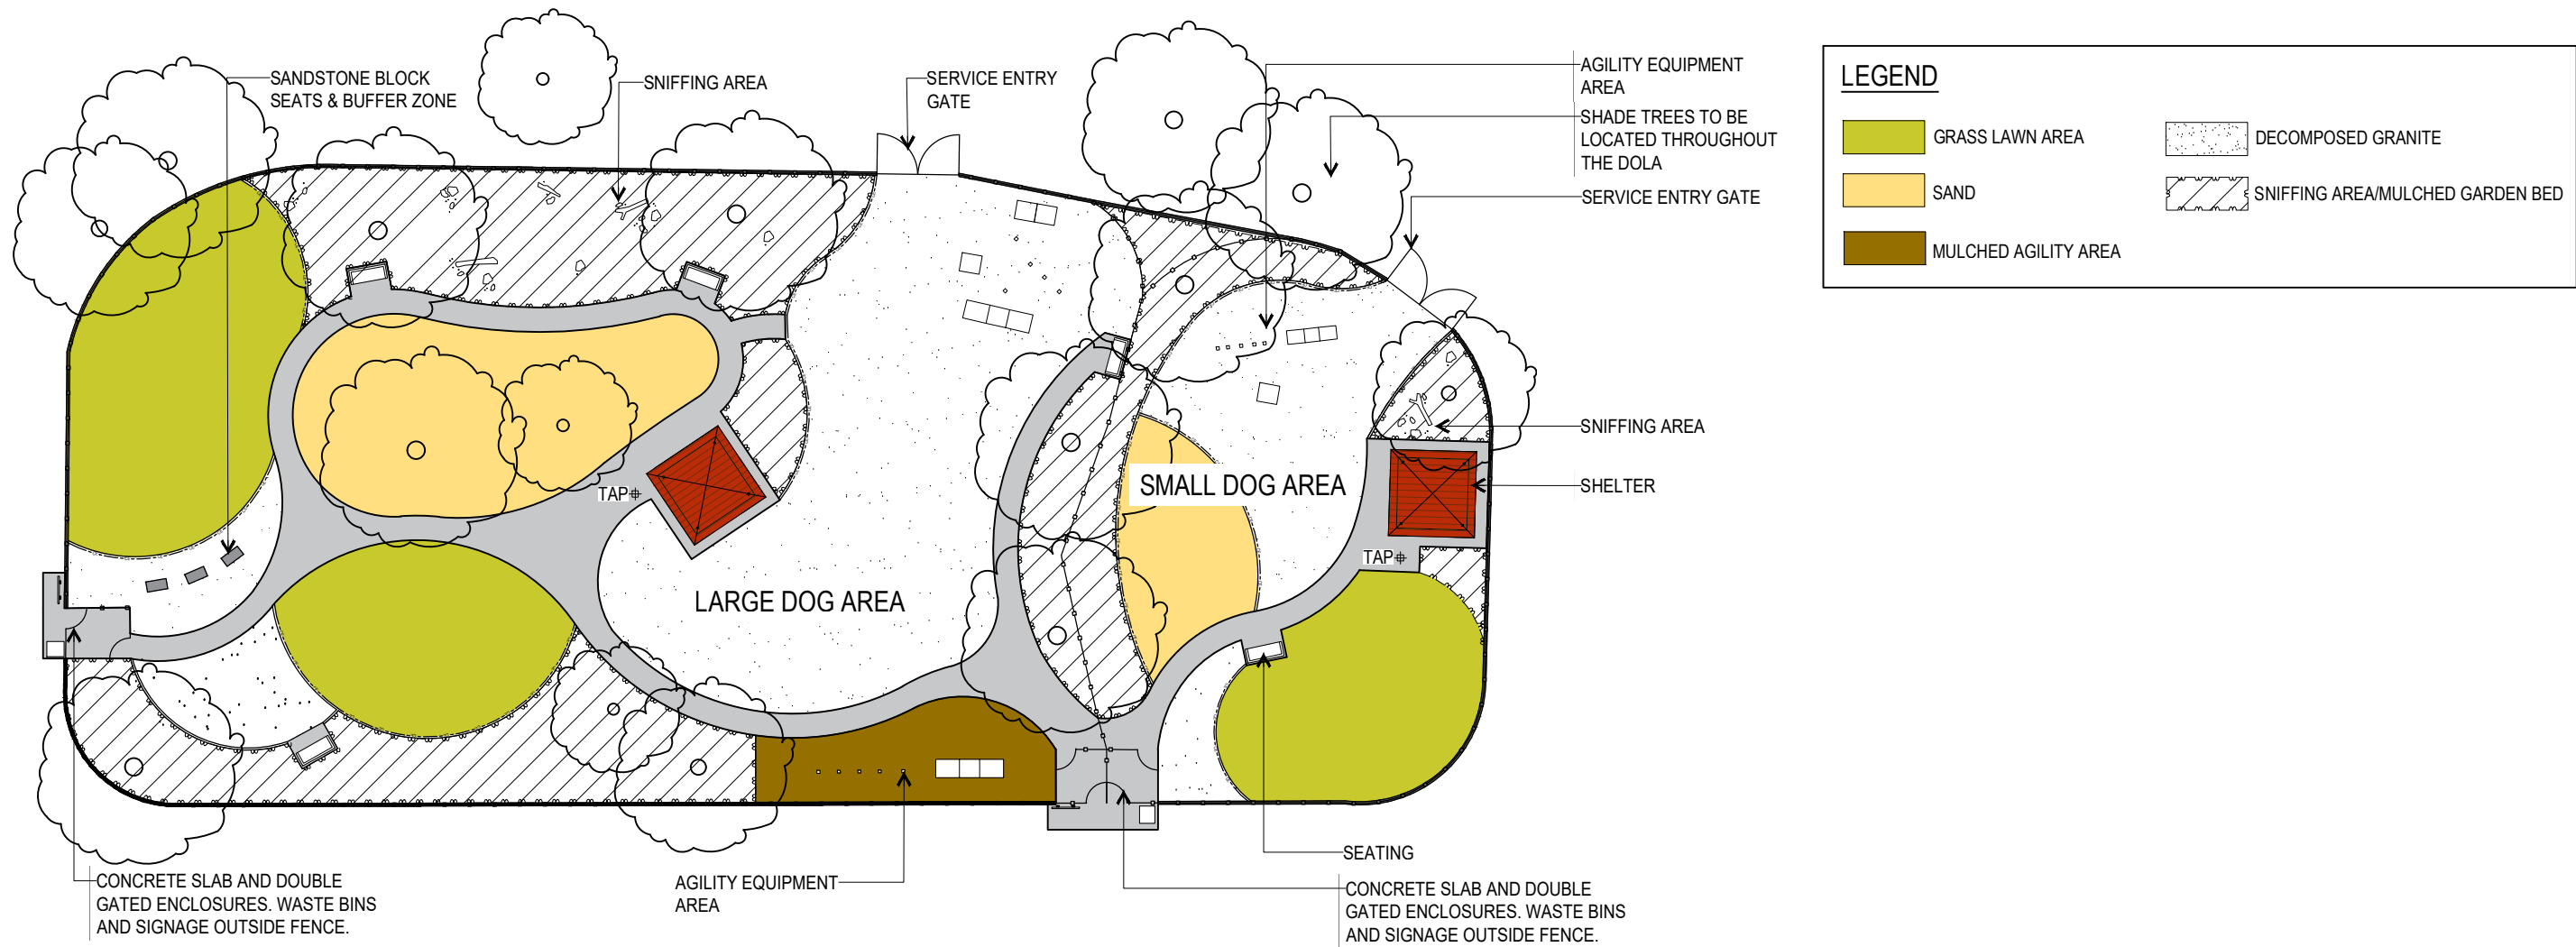 SANDSTONE BLOCK
SEATS & BUFFER ZONE
SNIFFING AREA
SERVICE ENTRY
GATE
AGILITY EQUIPMENT
AREA
SHADE TREES TO BE
LOCATED THROUGHOUT
THE DOLA
SERVICE ENTRY GATE
LEGEND
GRASS LAWN AREA
DECOMPOSED GRANITE
SAND
SNIFFING AREA/MULCHED GARDEN BED
MULCHED AGILITY AREA
SNIFFING AREA
SMALL DOG AREA
SHELTER
TAP
TAP
LARGE DOG AREA
SEATING
CONCRETE SLAB AND DOUBLE
GATED ENCLOSURES. WASTE BINS
AND SIGNAGE OUTSIDE FENCE.
AGILITY EQUIPMENT
AREA
CONCRETE SLAB AND DOUBLE
GATED ENCLOSURES. WASTE BINS
AND SIGNAGE OUTSIDE FENCE.